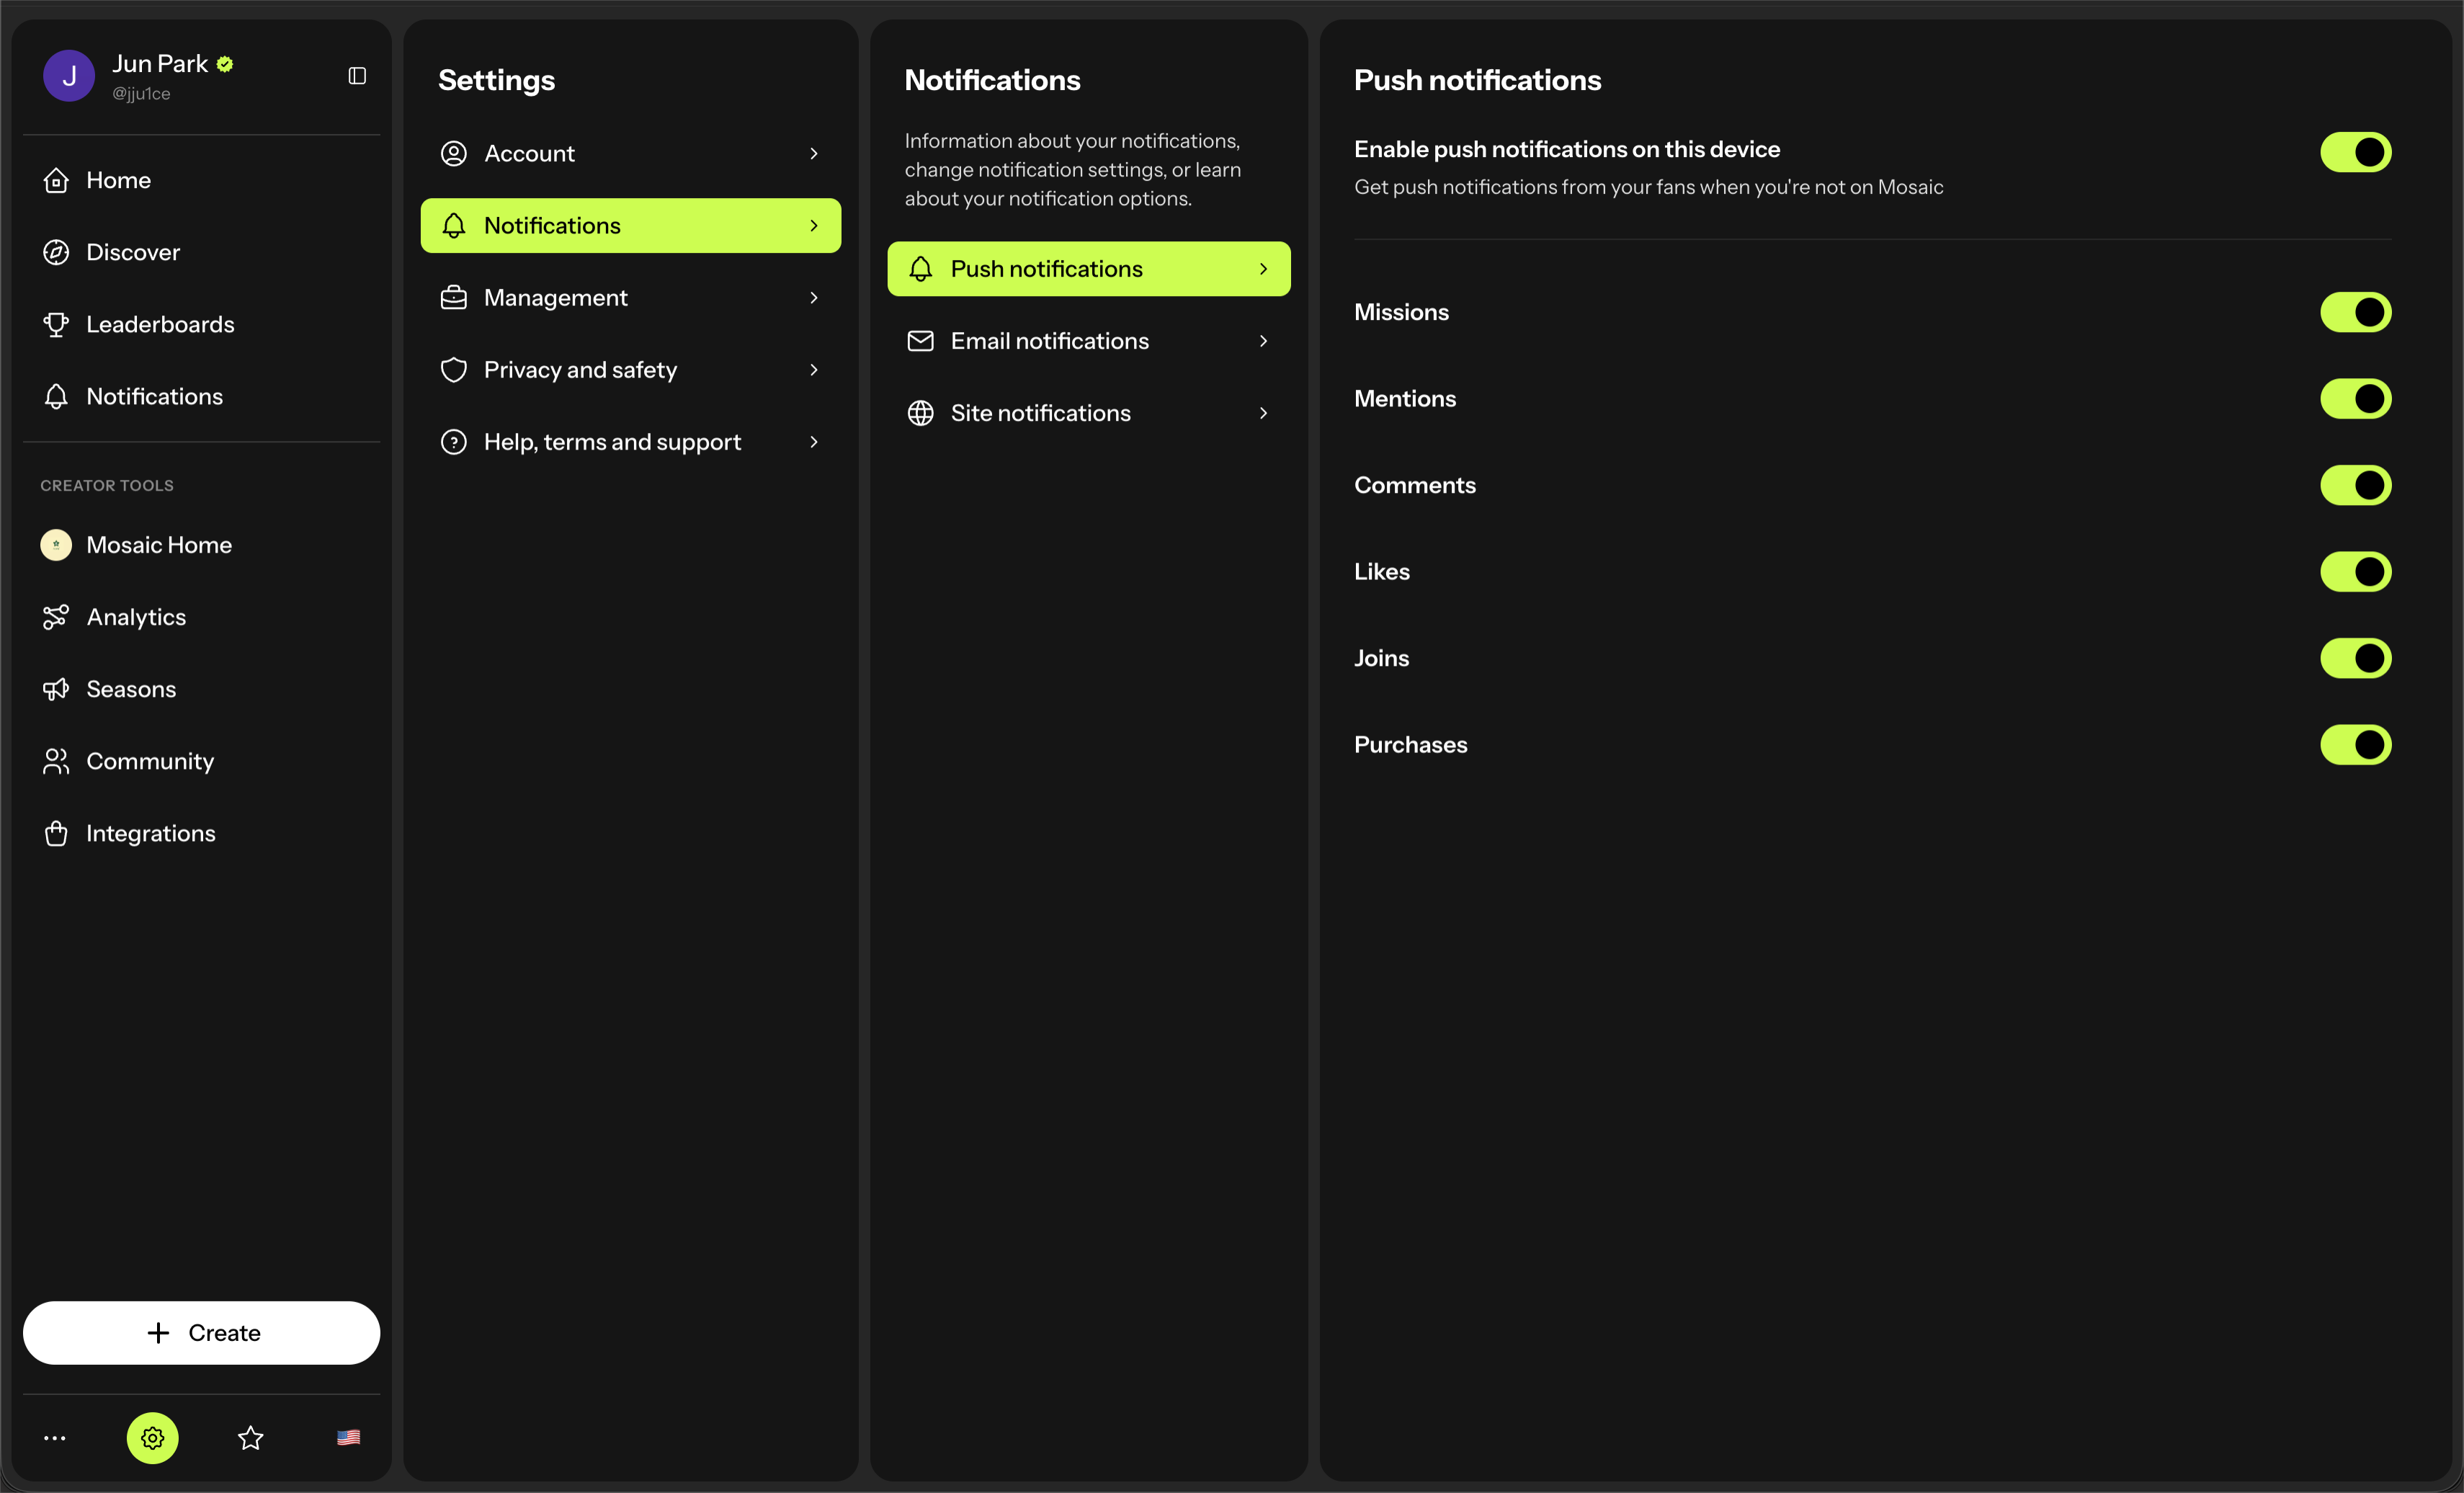 J
Jun Park
@jju1ce
Home
Discover
Leaderboards
Notifications
CREATOR TOOLS
Mosaic Home
Analytics
Seasons
Community
Integrations
Create
Settings
Account
Notifications
Management
Privacy and safety
Help, terms and support
Notifications
Information about your notifications,
change notification settings, or learn
about your notification options.
Push notifications
Email notifications
Site notifications
Push notifications
Enable push notifications on this device
Get push notifications from your fans when you're not on Mosaic
Missions
Mentions
Comments
Likes
Joins
Purchases